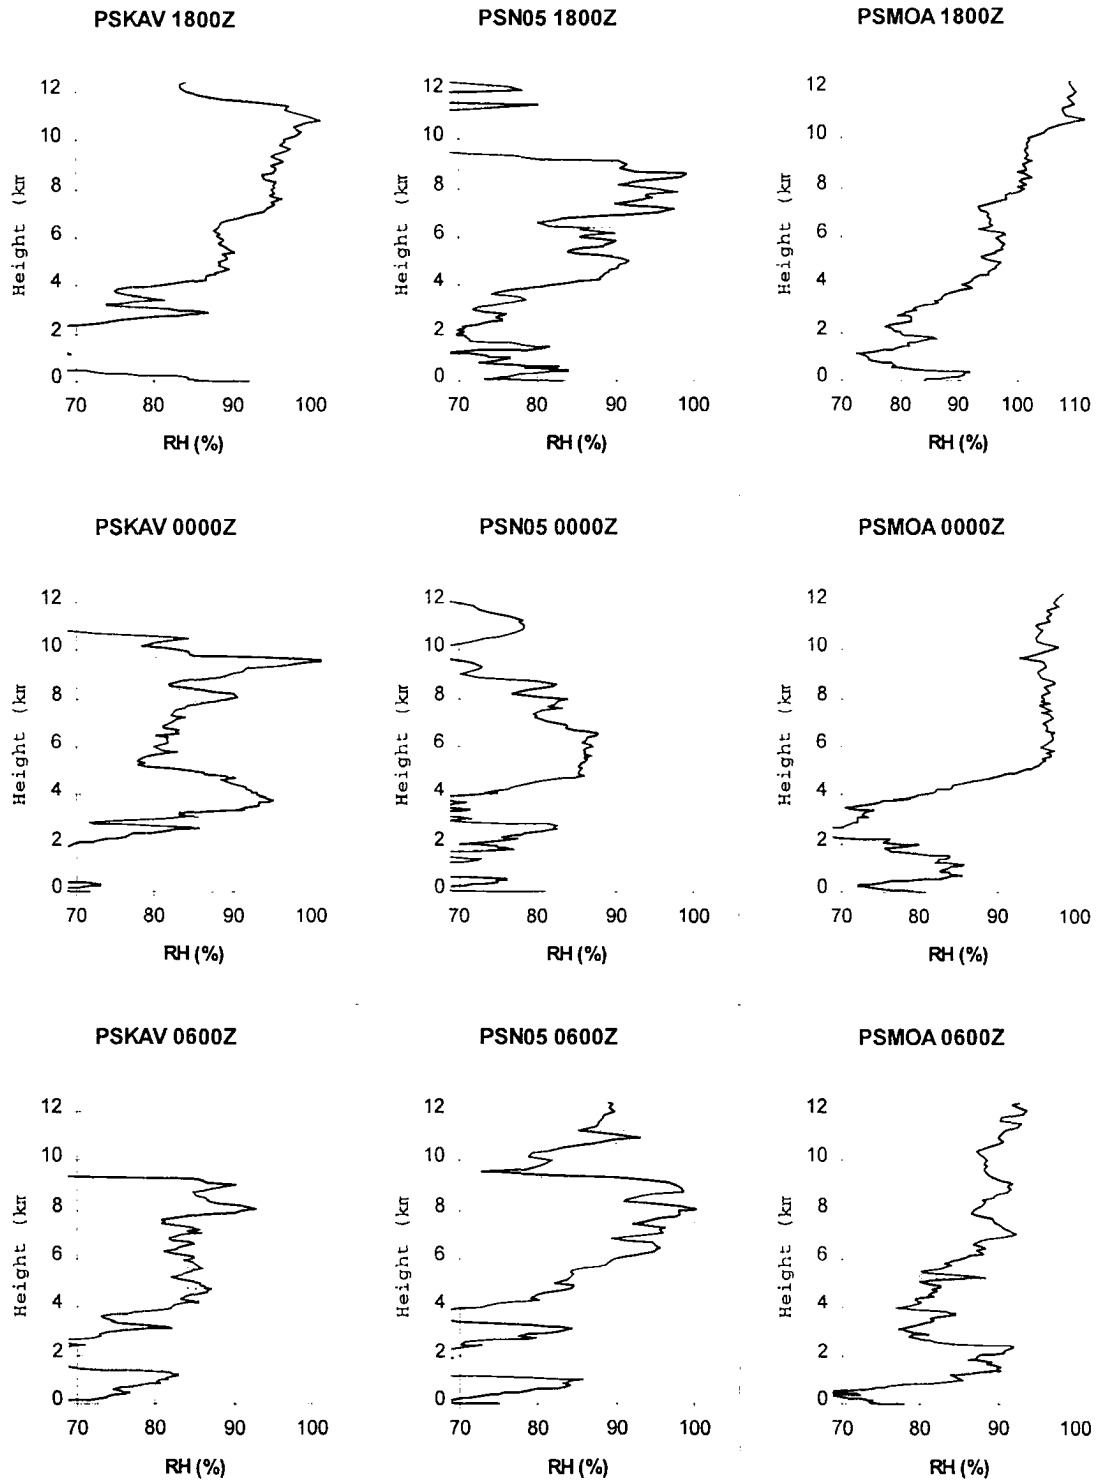 PSKAV 1800Z PSN05 1800Z PSMOA 1800Z
12 12 12
10 10 10
8 8 8
6 6 6
4 4 4
2 2 2
0 0 0
Height (km Height (km Height (km
70 80 90 100 70 80 90 100 70 80 90 100 110
RH (%) RH (%) RH (%)
PSKAV 0000Z PSN05 0000Z PSMOA 0000Z
12 12 12
10 10 10
8 8 8
6 6 6
4 4 4
2 2 2
0 0 0
Height (km Height (km Height (km
70 80 90 100 70 80 90 100 70 80 90 100
RH (%) RH (%) RH (%)
PSKAV 0600Z PSN05 0600Z PSMOA 0600Z
12 12 12
10 10 10
8 8 8
6 6 6
4 4 4
2 2 2
0 0 0
Height (km Height (km Height (km
70 80 90 100 70 80 90 100 70 80 90 100
RH (%) RH (%) RH (%)